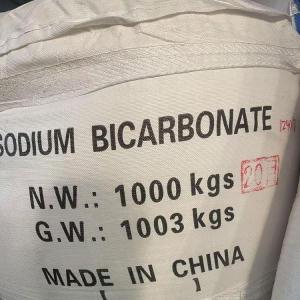 SODIUM BICARBONATE
N.W.: 1000 kgs
G.W.: 1003 kgs
MADE IN CHINA